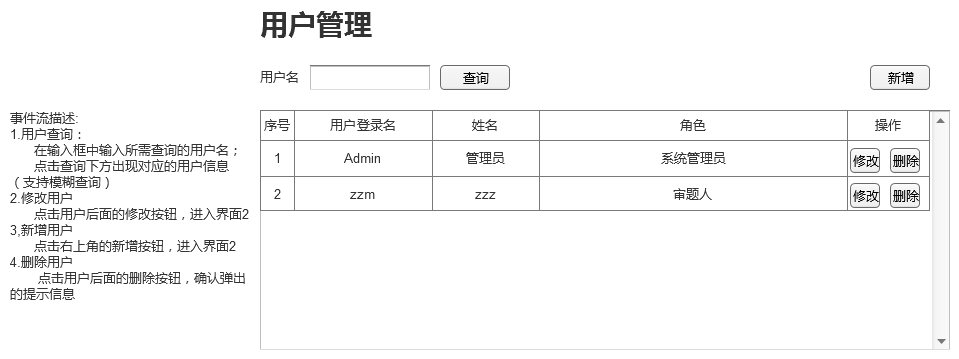 用户管理
用户名 查询 新增
事件流描述:
1.用户查询：
在输入框中输入所需查询的用户名；
点击查询下方出现对应的用户信息
（支持模糊查询）
2.修改用户
点击用户后面的修改按钮，进入界面2
3,新增用户
点击右上角的新增按钮，进入界面2
4.删除用户
点击用户后面的删除按钮，确认弹出
的提示信息
序号 用户登录名 姓名 角色 操作
1 Admin 管理员 系统管理员 修改 删除
2 zzm zzz 审题人 修改 删除